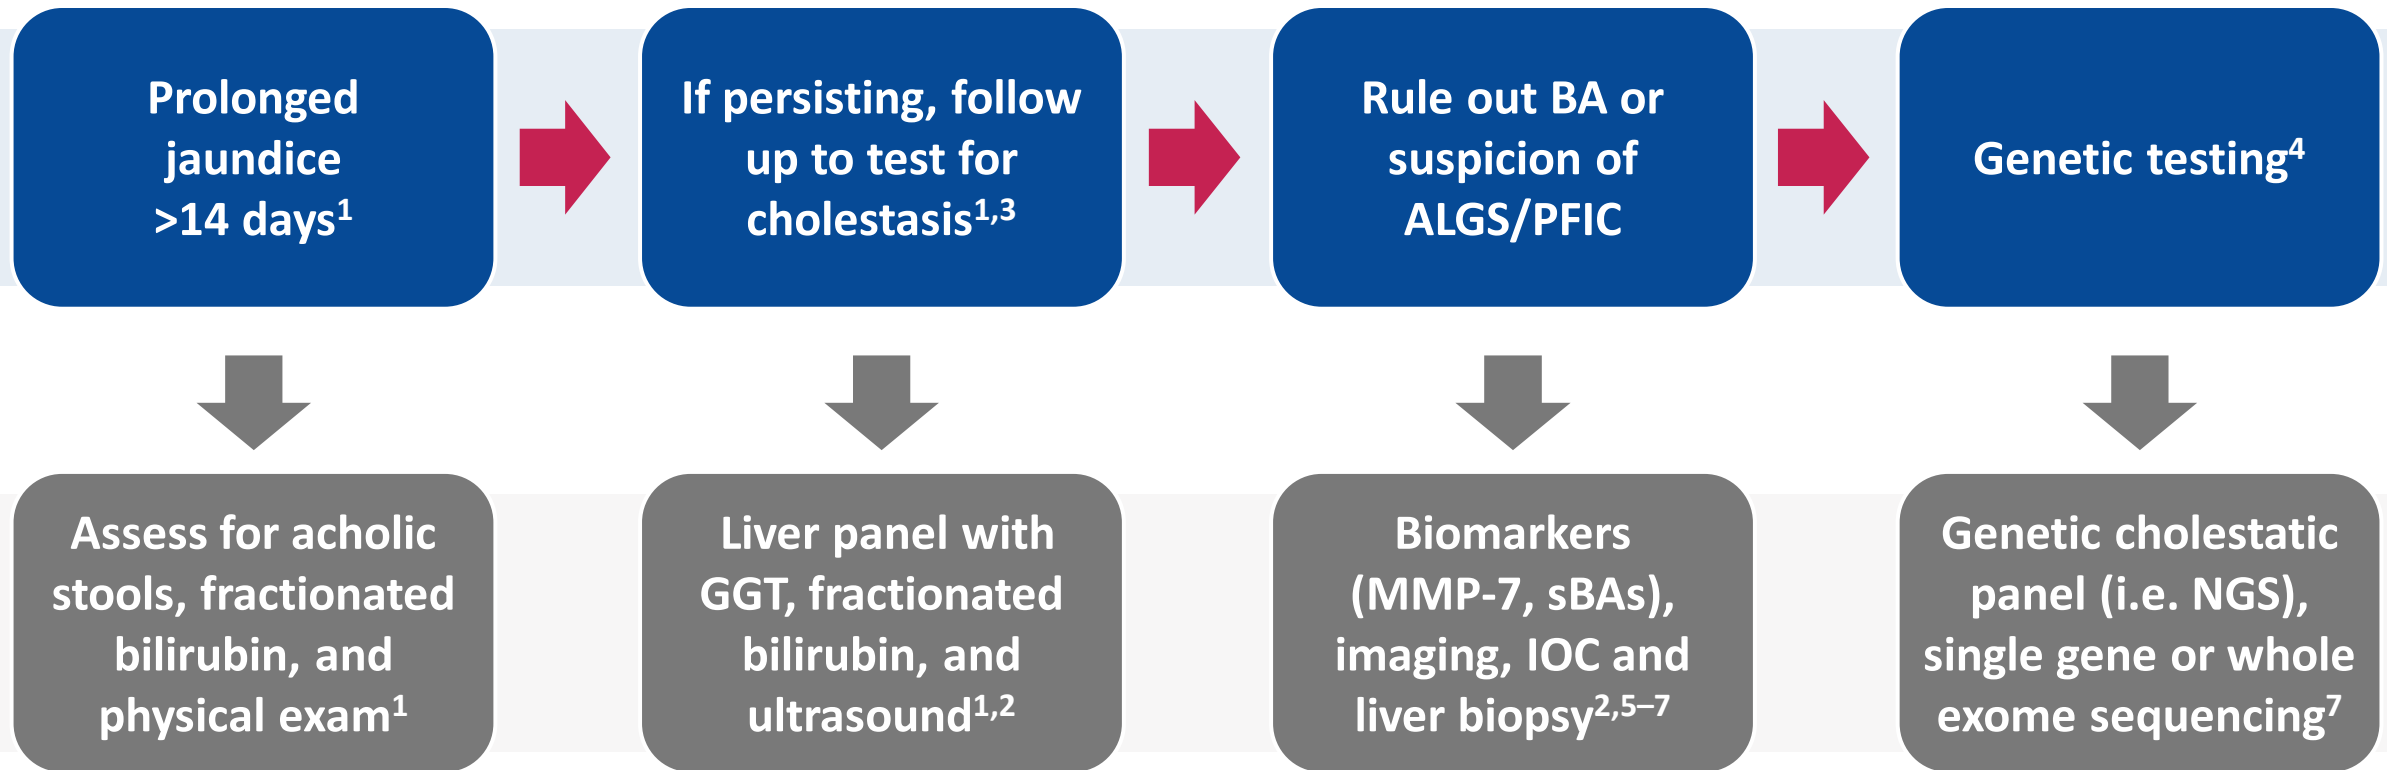 Prolonged
jaundice
>14 days¹
If persisting, follow
up to test for
cholestasis¹,³
Rule out BA or
suspicion of
ALGS/PFIC
Genetic testing⁴
Assess for acholic
stools, fractionated
bilirubin, and
physical exam¹
Liver panel with
GGT, fractionated
bilirubin, and
ultrasound¹,²
Biomarkers
(MMP-7, sBAs),
imaging, IOC and
liver biopsy²,⁵–⁷
Genetic cholestatic
panel (i.e. NGS),
single gene or whole
exome sequencing⁷